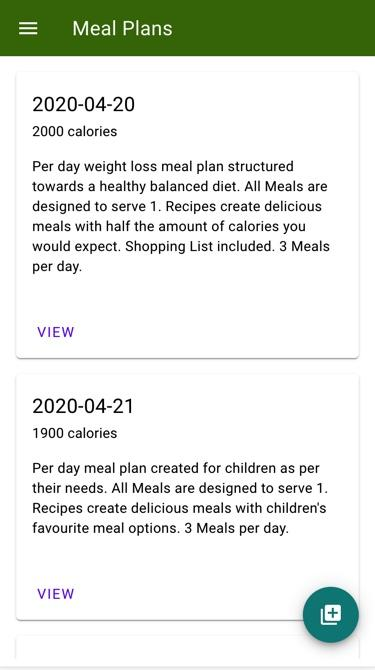 Meal Plans
2020-04-20
2000 calories
Per day weight loss meal plan structured
towards a healthy balanced diet. All Meals are
designed to serve 1. Recipes create delicious
meals with half the amount of calories you
would expect. Shopping List included. 3 Meals
per day.
VIEW
2020-04-21
1900 calories
Per day meal plan created for children as per
their needs. All Meals are designed to serve 1.
Recipes create delicious meals with children's
favourite meal options. 3 Meals per day.
VIEW